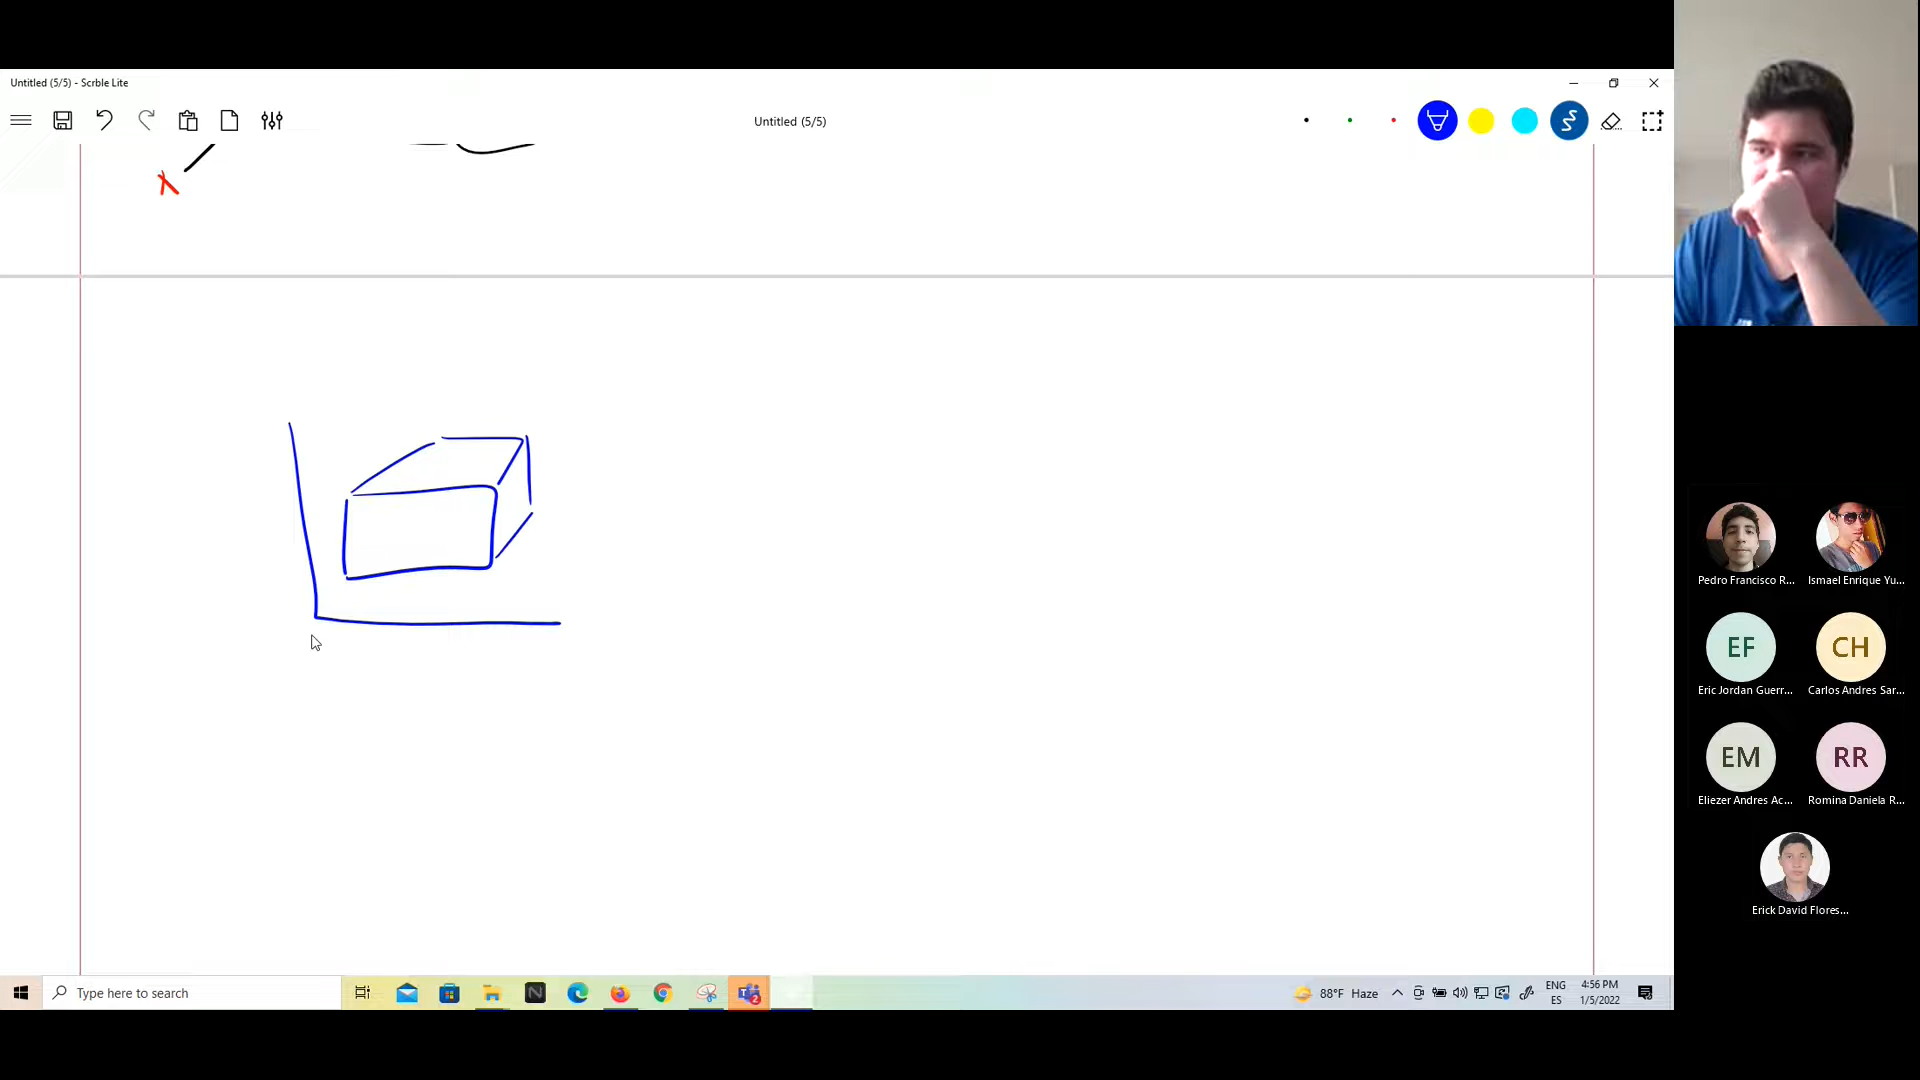 Untitled (5/5) - Scrble Lite
Untitled (5/5)
X
Pedro Francisco R...
Ismael Enrique Yu...
EF
CH
Eric Jordan Guerr...
Carlos Andres Sar...
EM
RR
Eliezer Andres Ac...
Romina Daniela R...
Erick David Flores...
Type here to search
N
2
88°F Haze
ENG
ES
4:56 PM
1/5/2022